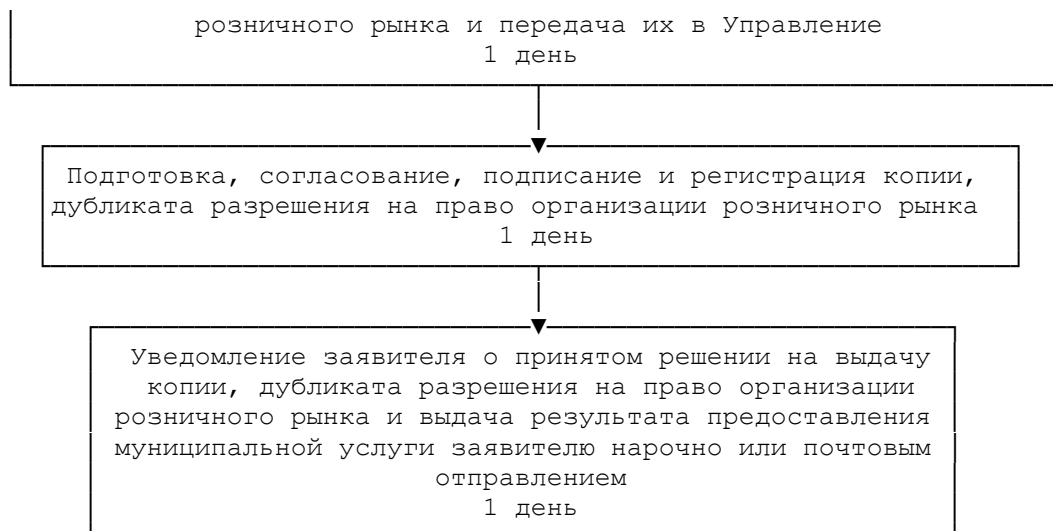 розничного рынка и передача их в Управление
1 день
Подготовка, согласование, подписание и регистрация копии,
дубликата разрешения на право организации розничного рынка
1 день
Уведомление заявителя о принятом решении на выдачу
копии, дубликата разрешения на право организации
розничного рынка и выдача результата предоставления
муниципальной услуги заявителю нарочно или почтовым
отправлением
1 день